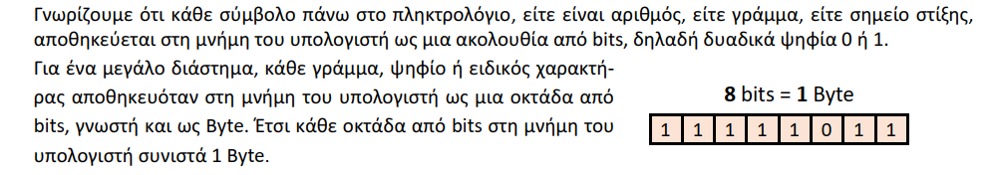 Γνωρίζουμε ότι κάθε σύμβολο πάνω στο πληκτρολόγιο, είτε είναι αριθμός, είτε γράμμα, είτε σημείο στίξης,
αποθηκεύεται στη μνήμη του υπολογιστή ως μια ακολουθία από bits, δηλαδή δυαδικά ψηφία 0 ή 1.
Για ένα μεγάλο διάστημα, κάθε γράμμα, ψηφίο ή ειδικός χαρακτή-
ρας αποθηκευόταν στη μνήμη του υπολογιστή ως μια οκτάδα από
bits, γνωστή και ως Byte. Έτσι κάθε οκτάδα από bits στη μνήμη του
υπολογιστή συνιστά 1 Byte.
8 bits = 1 Byte
1 1 1 1 1 0 1 1